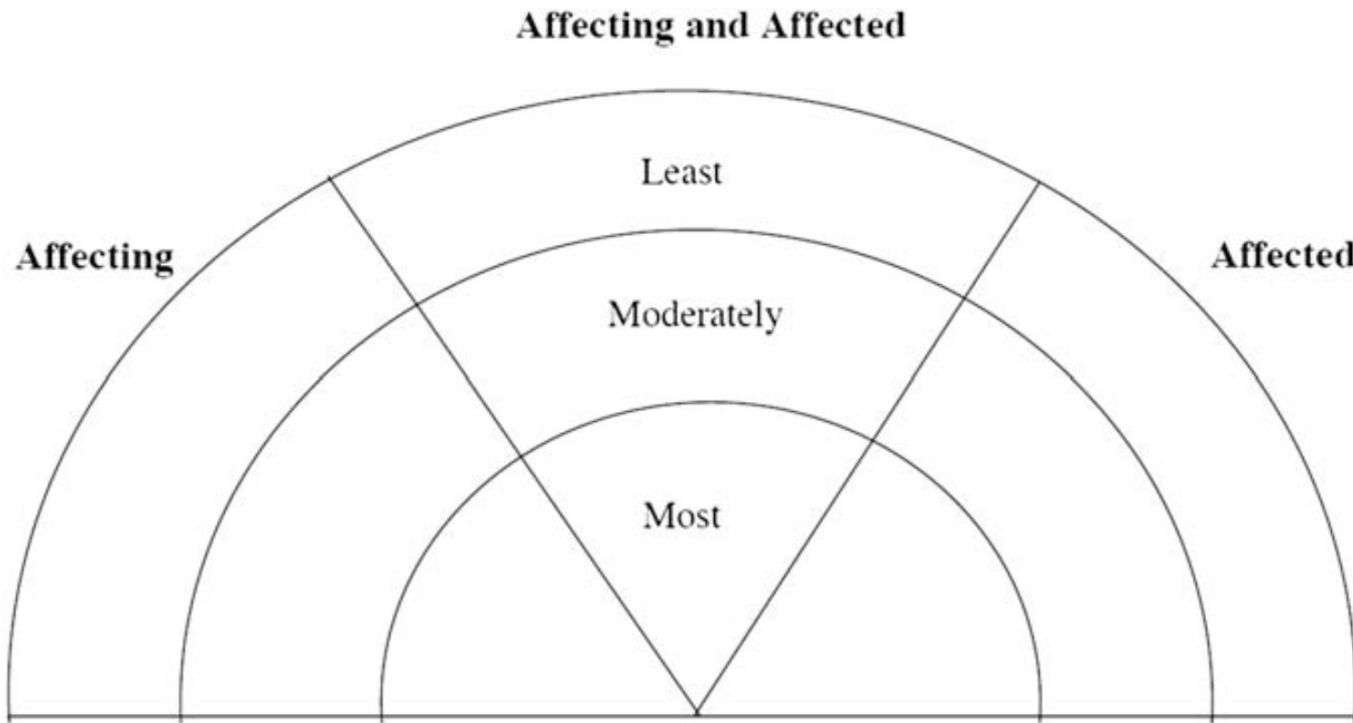 Affecting and Affected
Least
Affecting
Affected
Moderately
Most